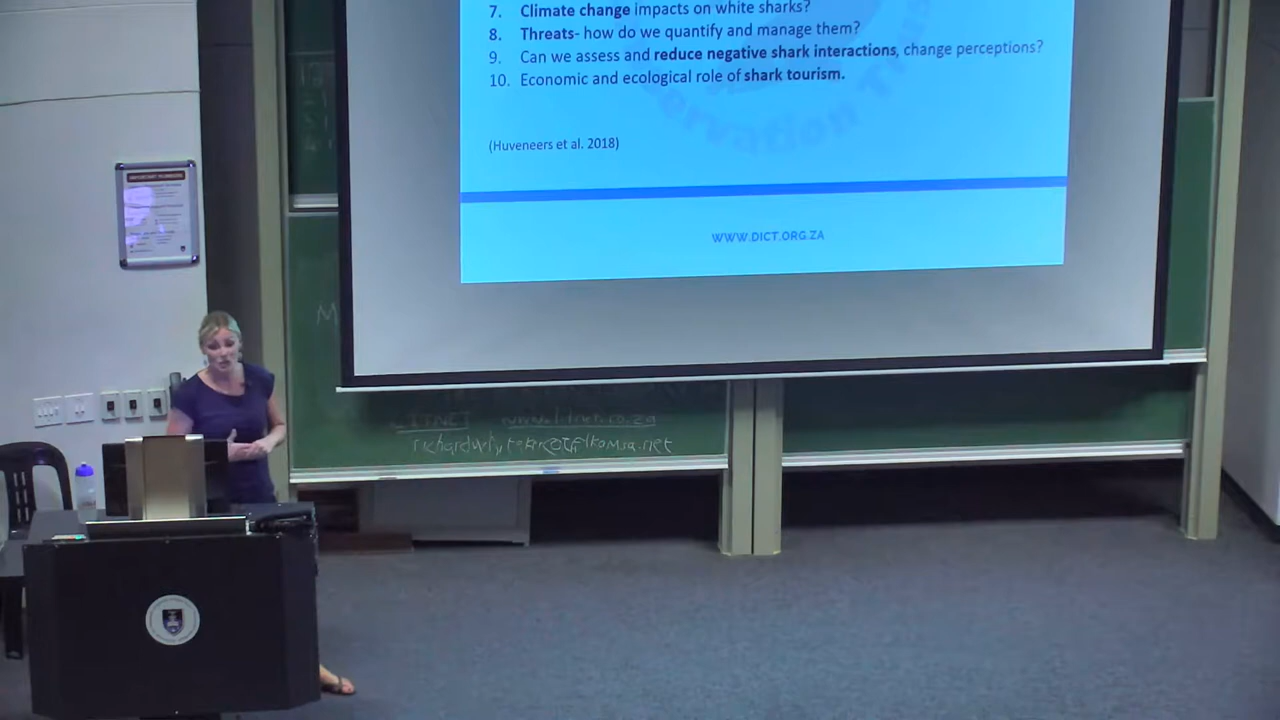 7. Climate change impacts on white sharks?
8. Threats- how do we quantify and manage them?
9. Can we assess and reduce negative shark interactions, change perceptions?
10. Economic and ecological role of shark tourism.
(Huveneers et al. 2018)
WWW.DICT.ORG.ZA
LITNET www.litnet.co.za